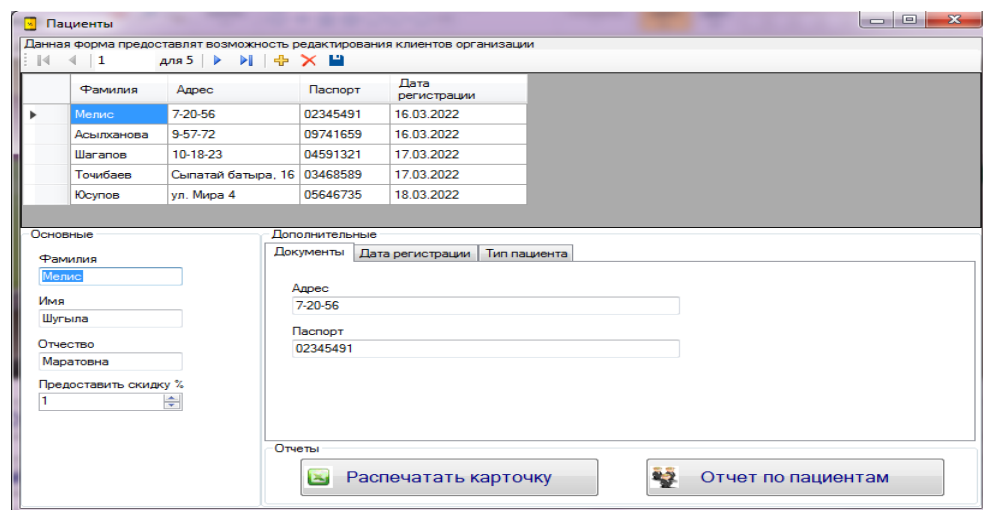 Пациенты
Данная форма предоставлят возможность редактирования клиентов организации
1 для 5
Фамилия Адрес Паспорт Дата регистрации
Мелис 7-20-56 02345491 16.03.2022
Асылханова 9-57-72 09741659 16.03.2022
Шагапов 10-18-23 04591321 17.03.2022
Точибаев Сыпатай батыра, 16 03468589 17.03.2022
Юсупов ул. Мира 4 05646735 18.03.2022
Основные
Фамилия
Мелис
Имя
Шугыла
Отчество
Маратовна
Предоставить скидку %
1
Дополнительные
Документы Дата регистрации Тип пациента
Адрес
7-20-56
Паспорт
02345491
Отчеты
Распечатать карточку Отчет по пациентам